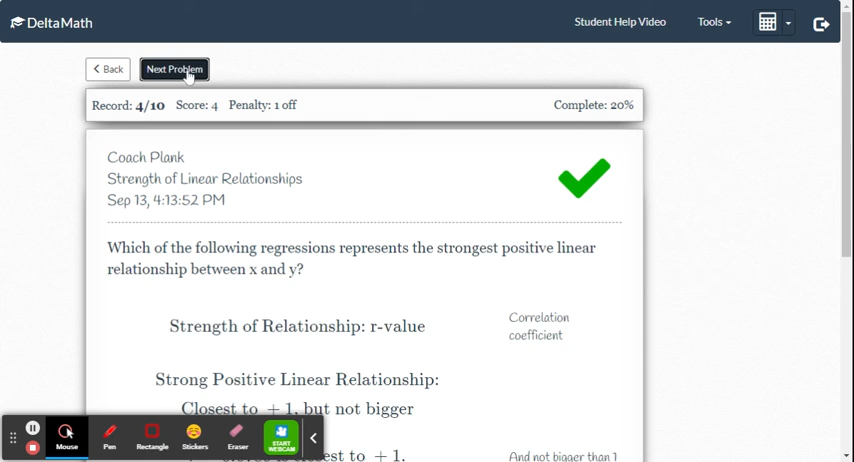 DeltaMath
Student Help Video Tools
Back Next Problem
Record: 4/10 Score: 4 Penalty: 1 off Complete: 20%
Coach Plank
Strength of Linear Relationships
Sep 13, 4:13:52 PM
Which of the following regressions represents the strongest positive linear
relationship between x and y?
Strength of Relationship: r-value
Correlation
coefficient
Strong Positive Linear Relationship:
Closest to + 1, but not bigger
est to + 1.
And not bigger than 1
Mouse Pen Rectangle Stickers Eraser START
WEBCAM